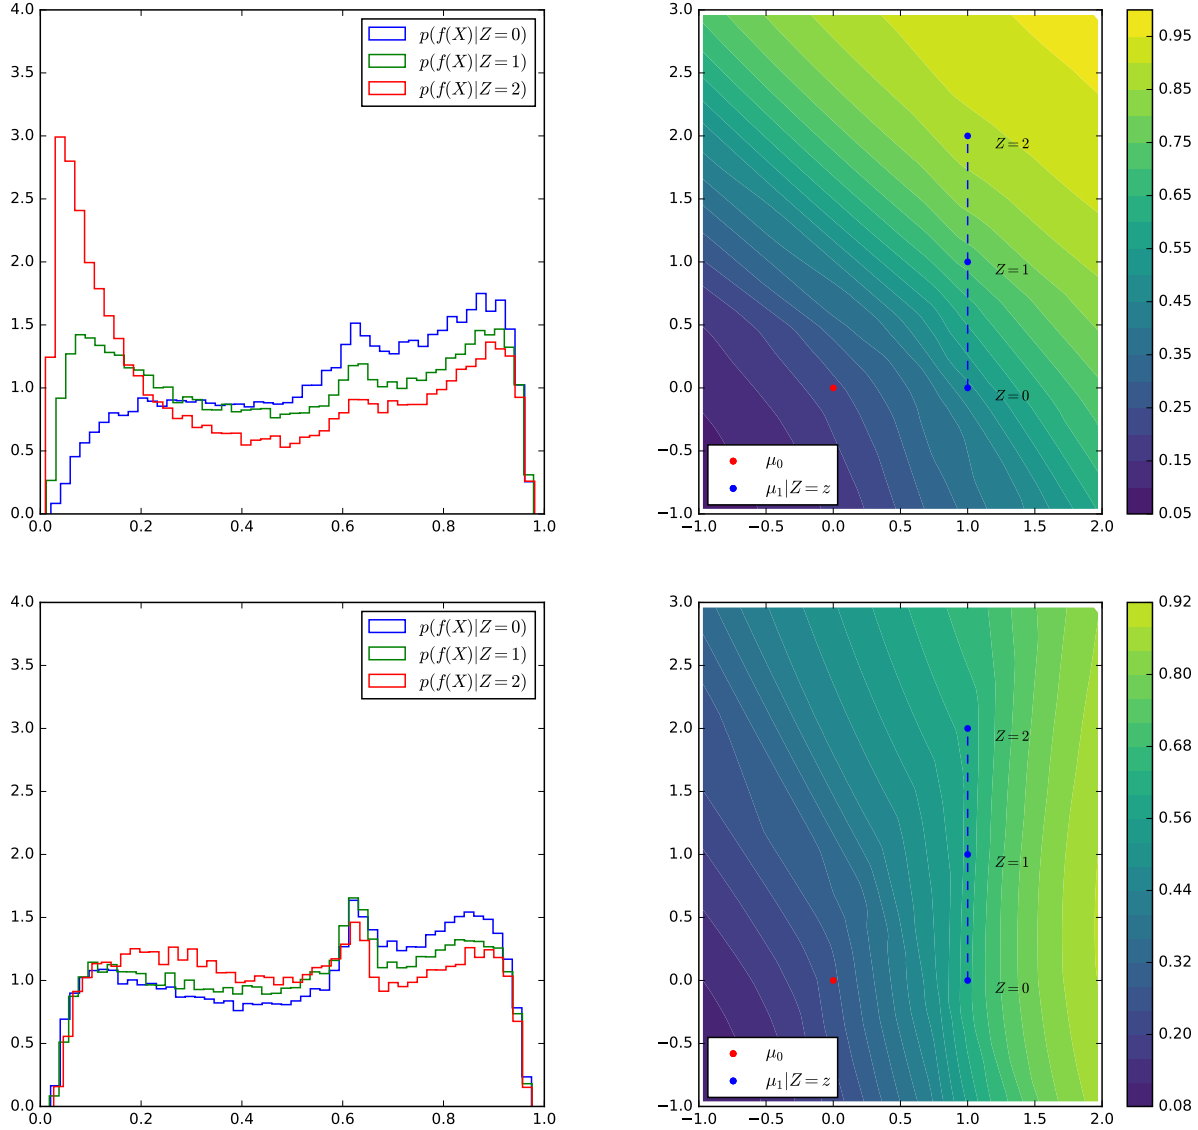 4.0
3.5
3.0
2.5
2.0
1.5
1.0
0.5
0.0
0.0 0.2 0.4 0.6 0.8 1.0
p(f(X)|Z=0)
p(f(X)|Z=1)
p(f(X)|Z=2)
3.0
2.5
2.0
1.5
1.0
0.5
0.0
−0.5
−1.0
−1.0 −0.5 0.0 0.5 1.0 1.5 2.0
Z=2
Z=1
Z=0
μ₀
μ₁|Z=z
0.95
0.85
0.75
0.65
0.55
0.45
0.35
0.25
0.15
0.05
4.0
3.5
3.0
2.5
2.0
1.5
1.0
0.5
0.0
0.0 0.2 0.4 0.6 0.8 1.0
p(f(X)|Z=0)
p(f(X)|Z=1)
p(f(X)|Z=2)
3.0
2.5
2.0
1.5
1.0
0.5
0.0
−0.5
−1.0
−1.0 −0.5 0.0 0.5 1.0 1.5 2.0
Z=2
Z=1
Z=0
μ₀
μ₁|Z=z
0.92
0.80
0.68
0.56
0.44
0.32
0.20
0.08